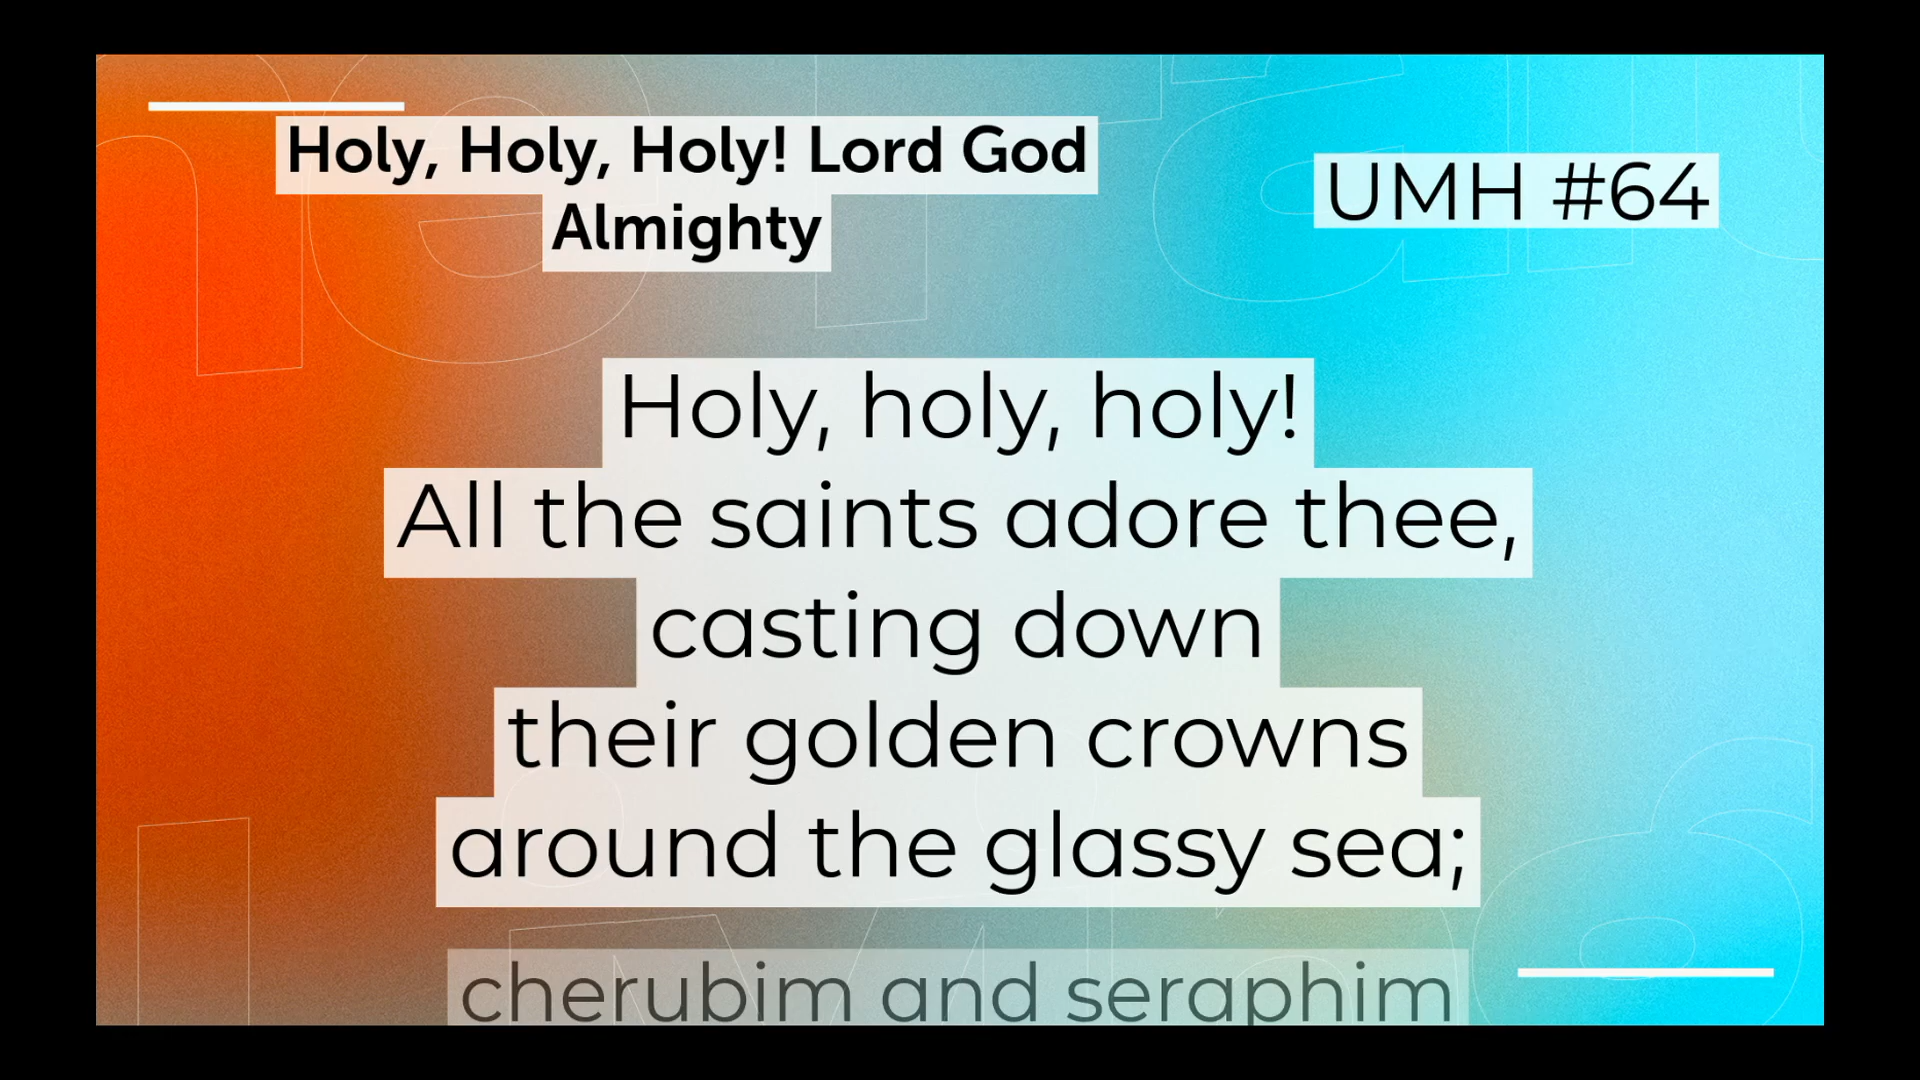 Holy, Holy, Holy! Lord God
Almighty
UMH #64
Holy, holy, holy!
All the saints adore thee,
casting down
their golden crowns
around the glassy sea;
cherubim and seraphim